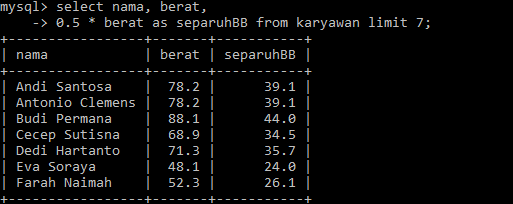 mysql> select nama, berat,
    -> 0.5 * berat as separuhBB from karyawan limit 7;
+-----------------+-------+-----------+
| nama            | berat | separuhBB |
+-----------------+-------+-----------+
| Andi Santosa    |  78.2 |      39.1 |
| Antonio Clemens |  78.2 |      39.1 |
| Budi Permana    |  88.1 |      44.0 |
| Cecep Sutisna   |  68.9 |      34.5 |
| Dedi Hartanto   |  71.3 |      35.7 |
| Eva Soraya      |  48.1 |      24.0 |
| Farah Naimah    |  52.3 |      26.1 |
+-----------------+-------+-----------+